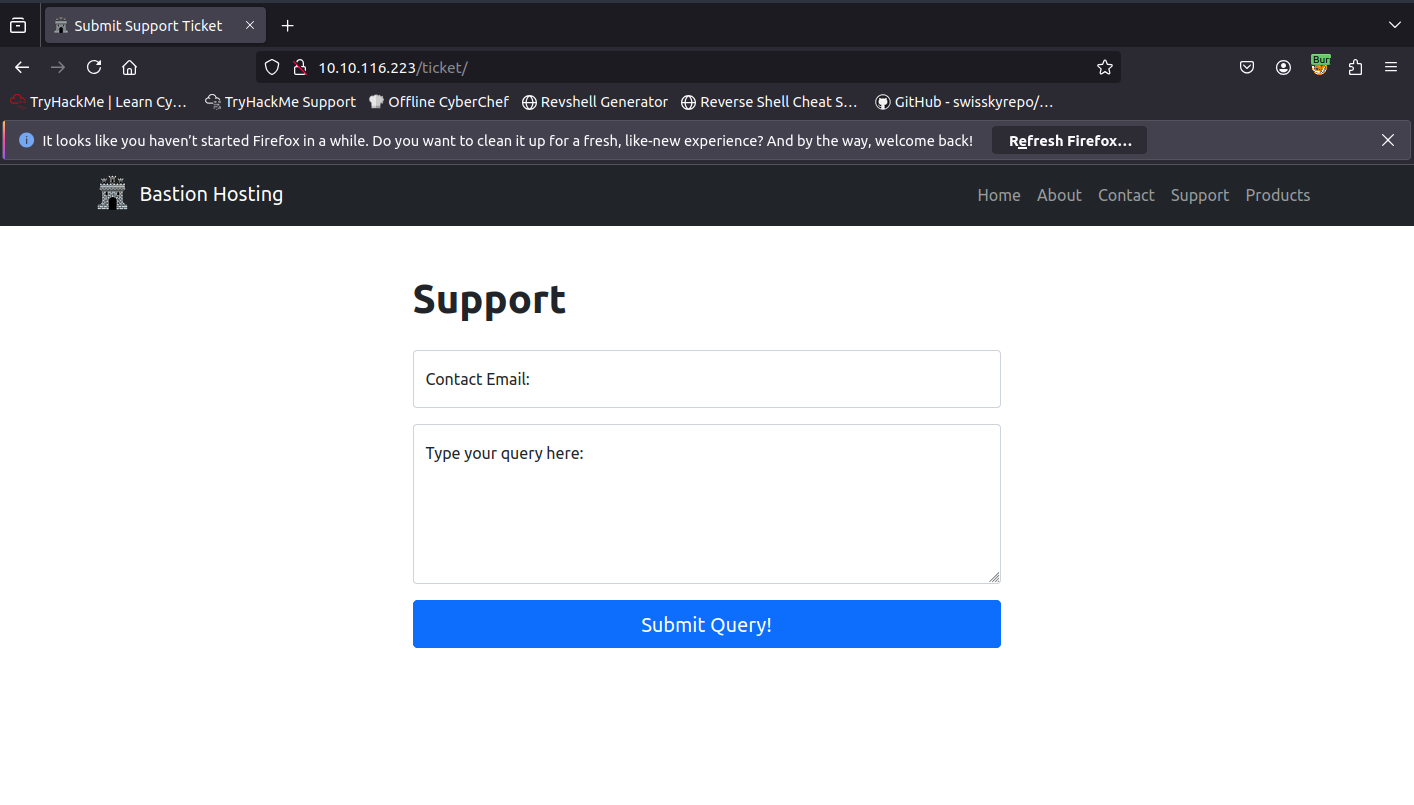 Submit Support Ticket
10.10.116.223/ticket/
Bur
TryHackMe | Learn Cy… TryHackMe Support Offline CyberChef Revshell Generator Reverse Shell Cheat S… GitHub - swisskyrepo/…
It looks like you haven’t started Firefox in a while. Do you want to clean it up for a fresh, like-new experience? And by the way, welcome back! Refresh Firefox…
Bastion Hosting Home About Contact Support Products
Support
Contact Email:
Type your query here:
Submit Query!